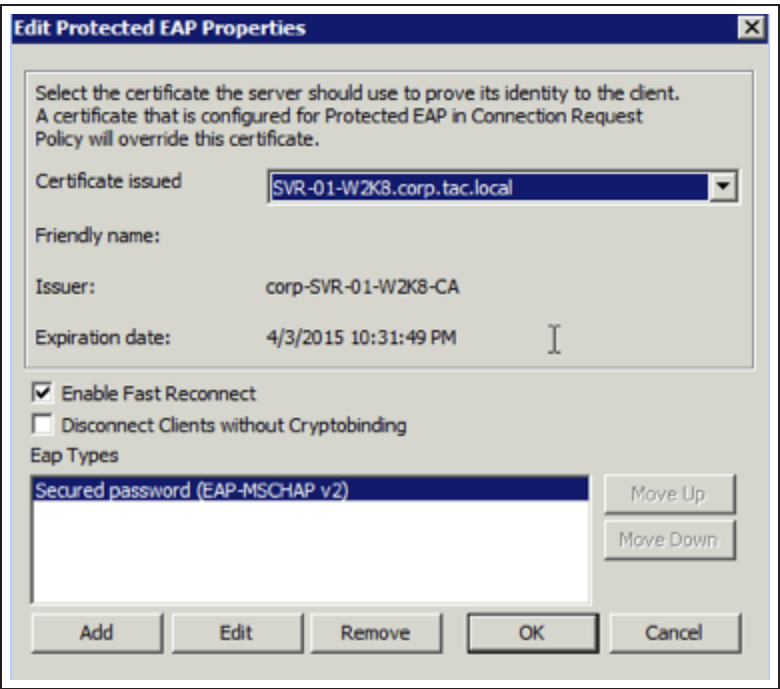 Edit Protected EAP Properties
Select the certificate the server should use to prove its identity to the client.
A certificate that is configured for Protected EAP in Connection Request
Policy will override this certificate.
Certificate issued
SVR-01-W2K8.corp.tac.local
Friendly name:
Issuer: corp-SVR-01-W2K8-CA
Expiration date: 4/3/2015 10:31:49 PM
Enable Fast Reconnect
Disconnect Clients without Cryptobinding
Eap Types
Secured password (EAP-MSCHAP v2)
Move Up
Move Down
Add Edit Remove OK Cancel